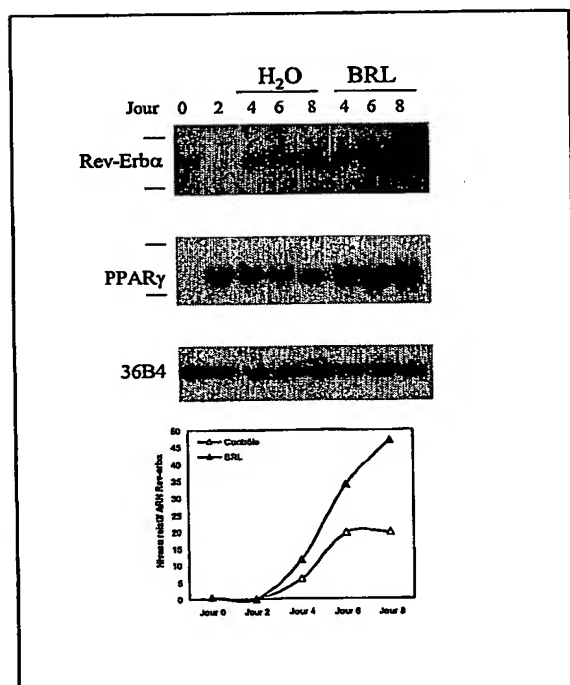 H₂O BRL
Jour 0 2 4 6 8 4 6 8
Rev-Erbα
PPARγ
36B4
Contrôle
BRL
Niveau relatif ARN Rev-erbα
50
45
40
35
30
25
20
15
10
5
0
Jour 0 Jour 2 Jour 4 Jour 6 Jour 8